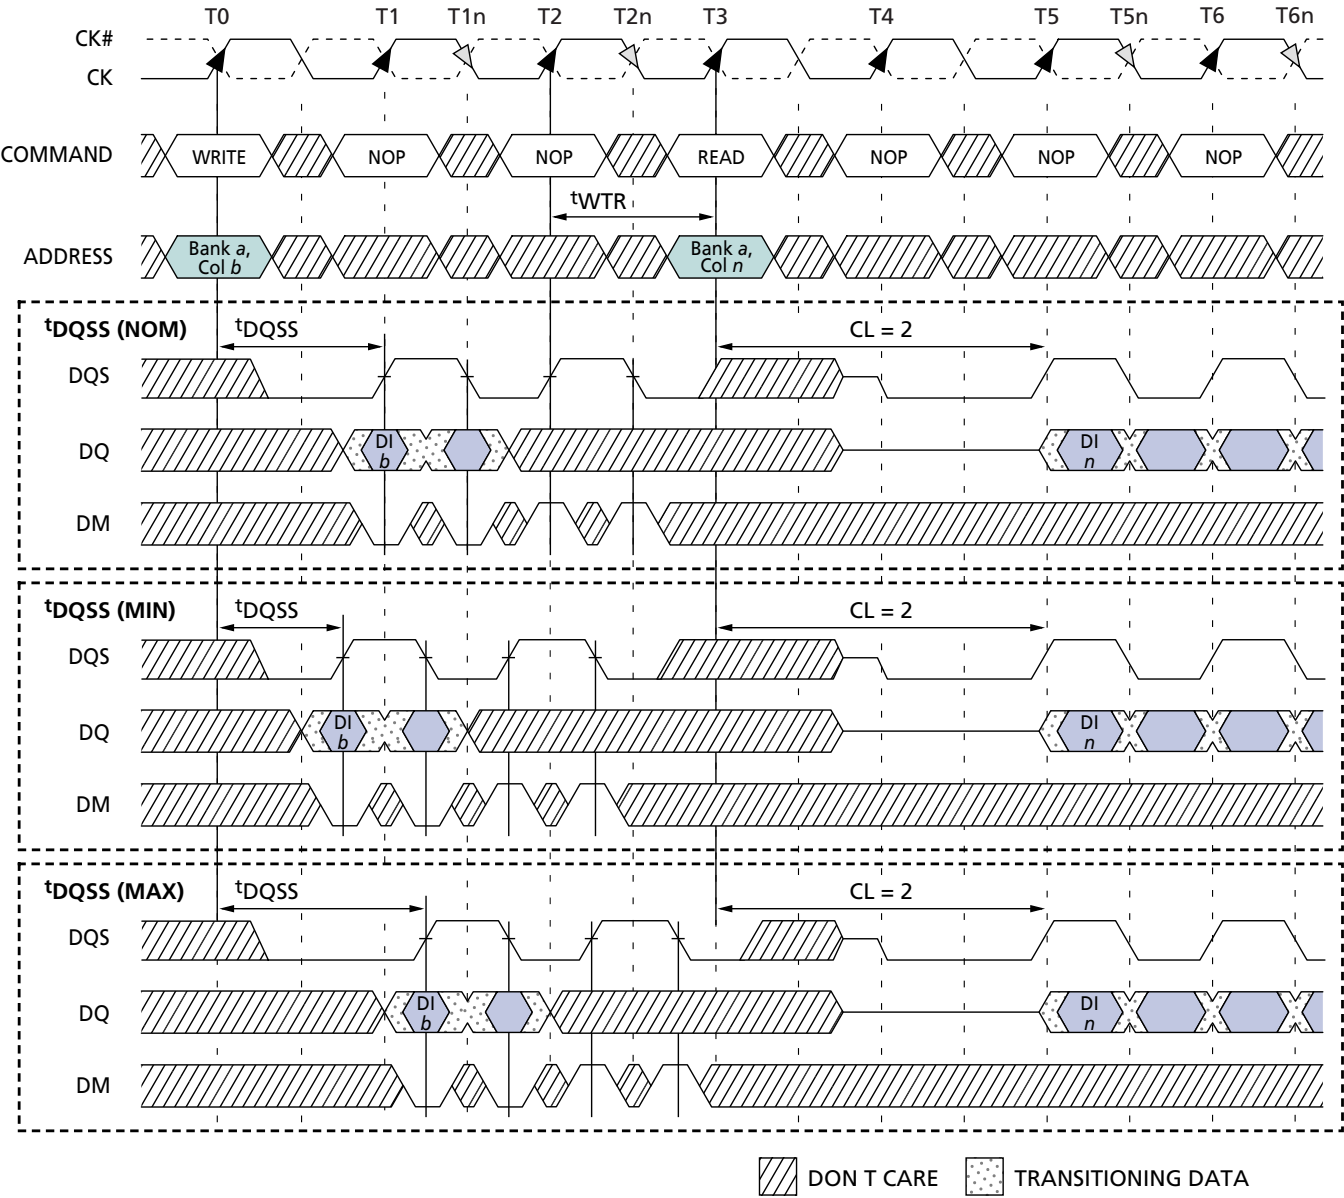 T0 T1 T1n T2 T2n T3 T4 T5 T5n T6 T6n
CK#
CK
COMMAND WRITE NOP NOP READ NOP NOP NOP
tWTR
ADDRESS Bank a, Col b Bank a, Col n
tDQSS (NOM) tDQSS CL = 2
DQS
DQ DI b DI n
DM
tDQSS (MIN) tDQSS CL = 2
DQS
DQ DI b DI n
DM
tDQSS (MAX) tDQSS CL = 2
DQS
DQ DI b DI n
DM
DON T CARE TRANSITIONING DATA